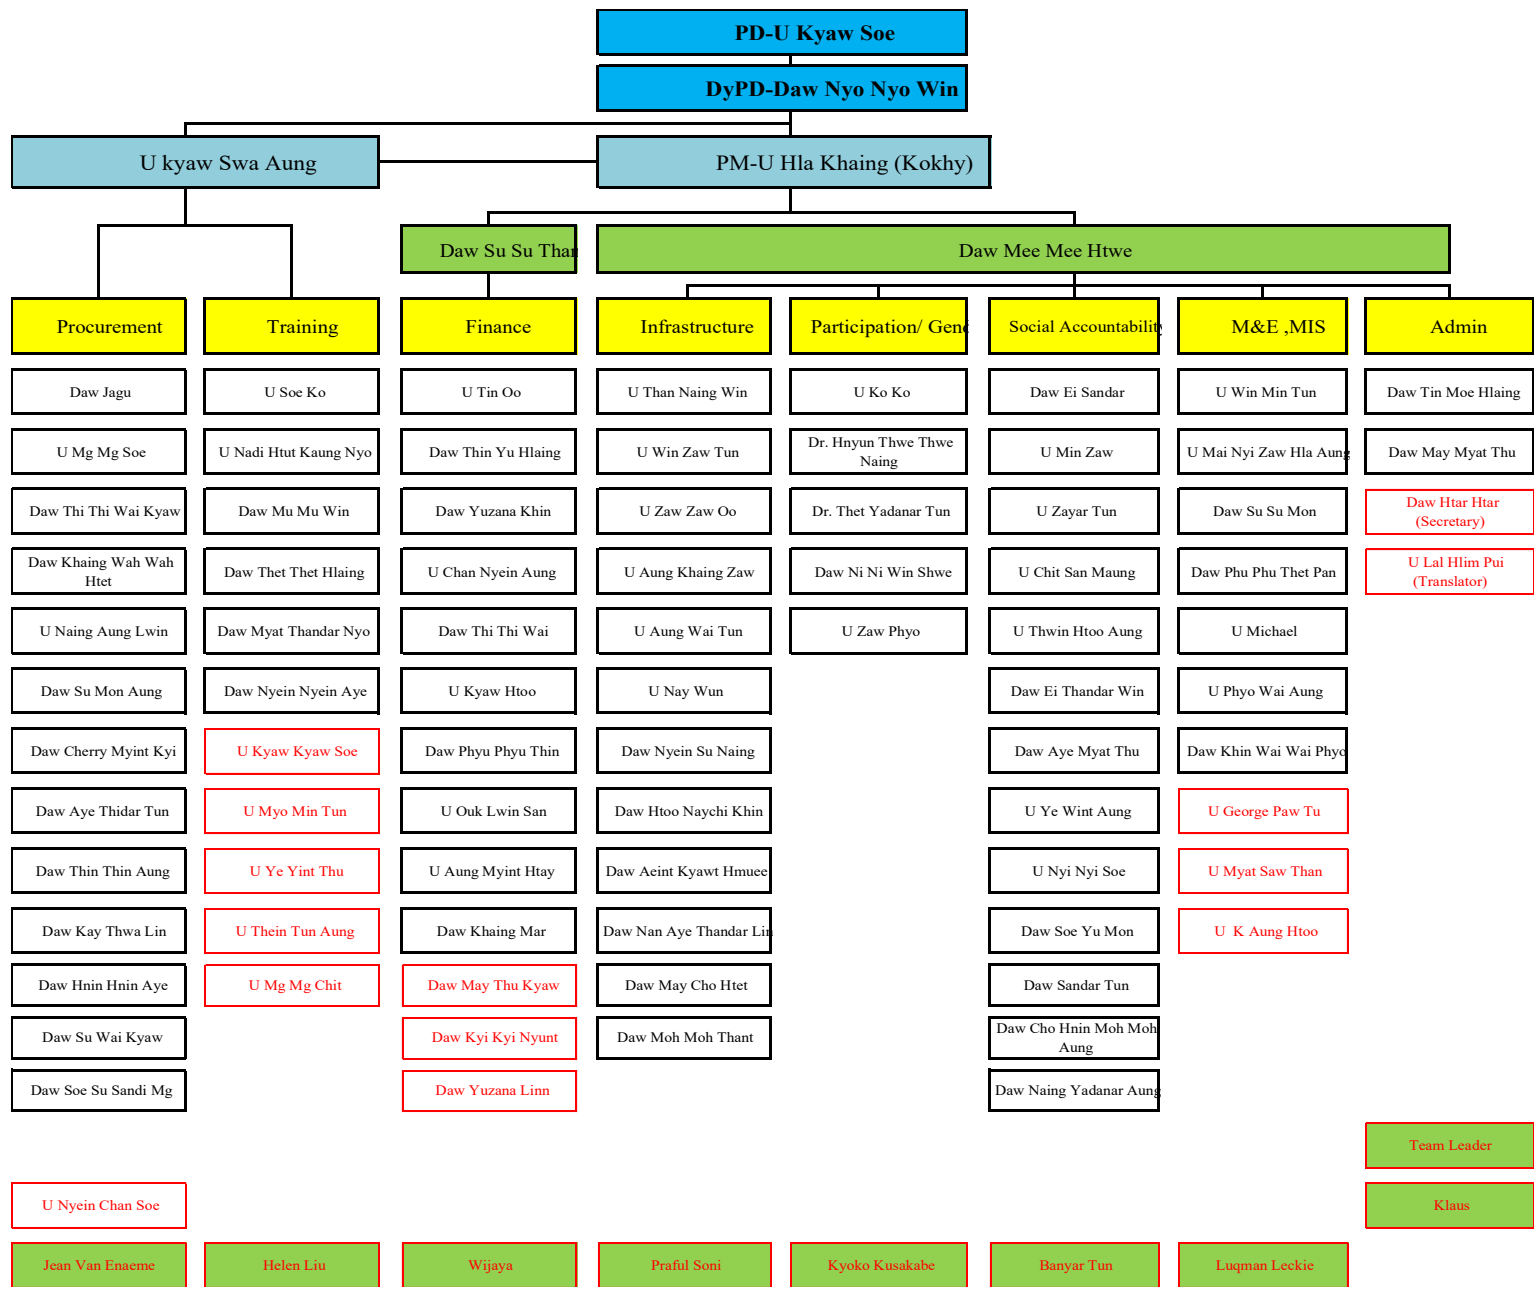 PD-U Kyaw Soe
DyPD-Daw Nyo Nyo Win
U kyaw Swa Aung
PM-U Hla Khaing (Kokhy)
Daw Su Su Than
Daw Mee Mee Htwe
Procurement
Training
Finance
Infrastructure
Participation/ Gend
Social Accountability
M&E ,MIS
Admin
Daw Jagu
U Soe Ko
U Tin Oo
U Than Naing Win
U Ko Ko
Daw Ei Sandar
U Win Min Tun
Daw Tin Moe Hlaing
U Mg Mg Soe
U Nadi Htut Kaung Nyo
Daw Thin Yu Hlaing
U Win Zaw Tun
Dr. Hnyun Thwe Thwe
Naing
U Min Zaw
U Mai Nyi Zaw Hla Aung
Daw May Myat Thu
Daw Thi Thi Wai Kyaw
Daw Mu Mu Win
Daw Yuzana Khin
U Zaw Zaw Oo
Dr. Thet Yadanar Tun
U Zayar Tun
Daw Su Su Mon
Daw Htar Htar
(Secretary)
Daw Khaing Wah Wah
Htet
Daw Thet Thet Hlaing
U Chan Nyein Aung
U Aung Khaing Zaw
Daw Ni Ni Win Shwe
U Chit San Maung
Daw Phu Phu Thet Pan
U Lal Hlim Pui
(Translator)
U Naing Aung Lwin
Daw Myat Thandar Nyo
Daw Thi Thi Wai
U Aung Wai Tun
U Zaw Phyo
U Thwin Htoo Aung
U Michael
Daw Su Mon Aung
Daw Nyein Nyein Aye
U Kyaw Htoo
U Nay Wun
Daw Ei Thandar Win
U Phyo Wai Aung
Daw Cherry Myint Kyi
U Kyaw Kyaw Soe
Daw Phyu Phyu Thin
Daw Nyein Su Naing
Daw Aye Myat Thu
Daw Khin Wai Wai Phyo
Daw Aye Thidar Tun
U Myo Min Tun
U Ouk Lwin San
Daw Htoo Naychi Khin
U Ye Wint Aung
U George Paw Tu
Daw Thin Thin Aung
U Ye Yint Thu
U Aung Myint Htay
Daw Aeint Kyawt Hmuee
U Nyi Nyi Soe
U Myat Saw Than
Daw Kay Thwa Lin
U Thein Tun Aung
Daw Khaing Mar
Daw Nan Aye Thandar Lin
Daw Soe Yu Mon
U K Aung Htoo
Daw Hnin Hnin Aye
U Mg Mg Chit
Daw May Thu Kyaw
Daw May Cho Htet
Daw Sandar Tun
Daw Su Wai Kyaw
Daw Kyi Kyi Nyunt
Daw Moh Moh Thant
Daw Cho Hnin Moh Moh
Aung
Daw Soe Su Sandi Mg
Daw Yuzana Linn
Daw Naing Yadanar Aung
Team Leader
U Nyein Chan Soe
Klaus
Jean Van Enaeme
Helen Liu
Wijaya
Praful Soni
Kyoko Kusakabe
Banyar Tun
Luqman Leckie